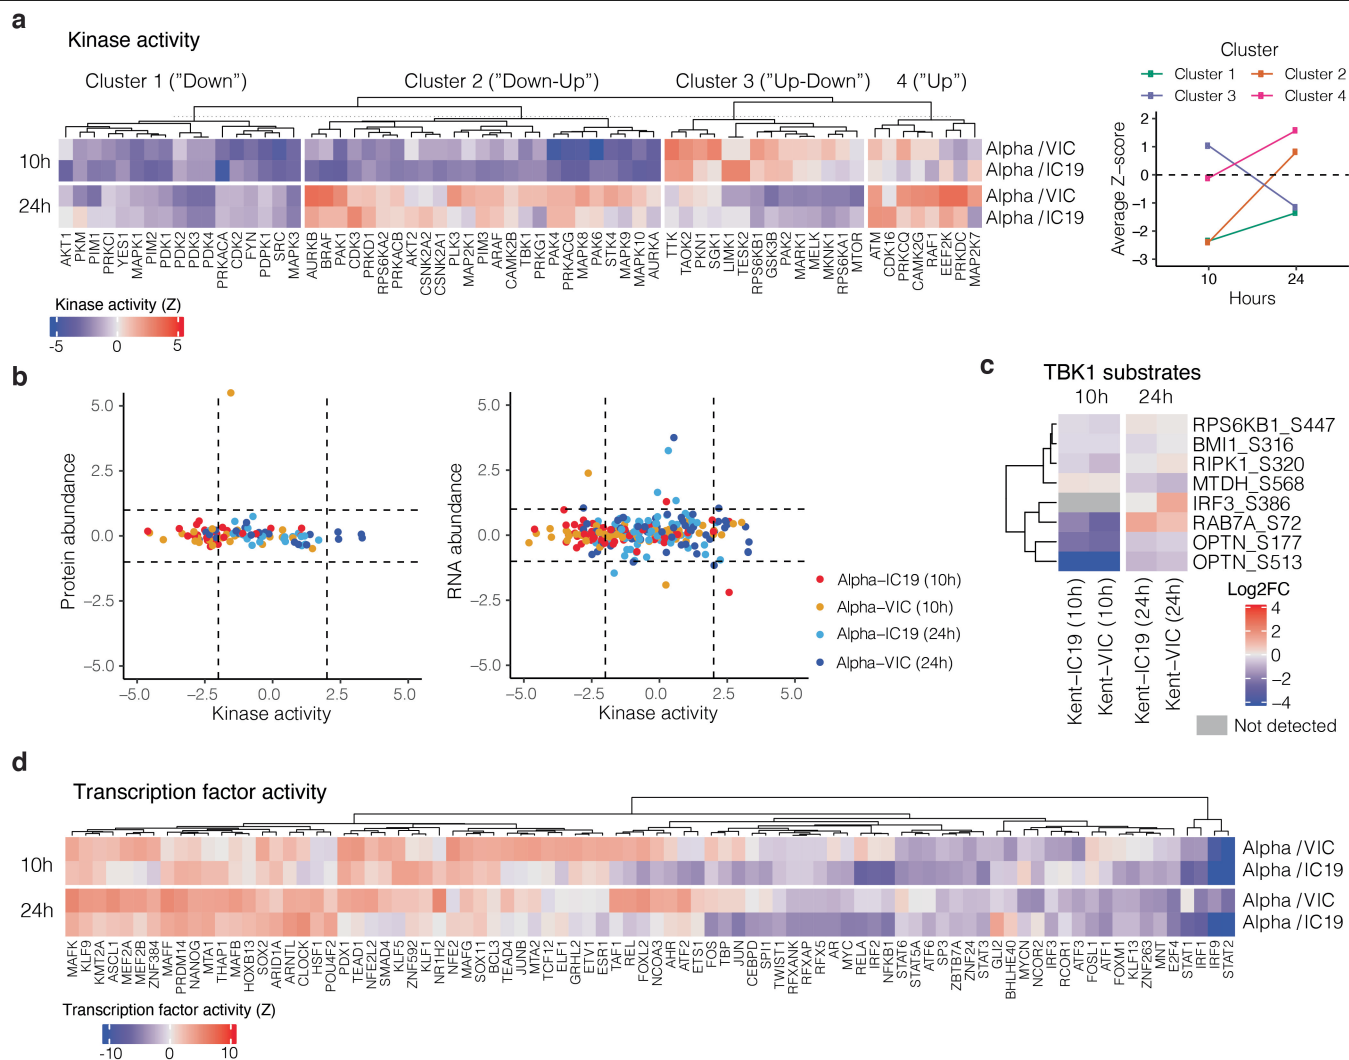 a
Kinase activity
Cluster 1 ("Down")
Cluster 2 ("Down-Up")
Cluster 3 ("Up-Down")
4 ("Up")
10h
Alpha /VIC
Alpha /IC19
24h
Alpha /VIC
Alpha /IC19
AKT1
PKM
PIM1
PRKCI
YES1
MAPK1
PIM2
PDK1
PDK2
PDK3
PDK4
PRKACA
CDK2
FYN
PDPK1
SRC
MAPK3
AURKB
BRAF
PAK1
CDK3
PRKD1
RPS6KA2
PRKACB
AKT2
CSNK2A2
CSNK2A1
PLK3
MAP2K1
PIM3
ARAF
CAMK2B
TBK1
PRKG1
PAK4
PRKACG
MAPK8
PAK6
STK4
MAPK9
MAPK10
AURKA
TTK
TAOK2
PKN1
SGK1
LIMK1
TESK2
RPS6KB1
GSK3B
PAK2
MARK1
MELK
MKNK1
RPS6KA1
MTOR
ATM
CDK16
PRKCQ
CAMK2G
RAF1
EEF2K
PRKDC
MAP2K7
Kinase activity (Z)
-5
0
5
Cluster
Cluster 1
Cluster 2
Cluster 3
Cluster 4
Average Z−score
2
1
0
−1
−2
−3
10
24
Hours
b
Protein abundance
5.0
2.5
0.0
−2.5
−5.0
−5.0
−2.5
0.0
2.5
5.0
Kinase activity
RNA abundance
5.0
2.5
0.0
−2.5
−5.0
−5.0
−2.5
0.0
2.5
5.0
Kinase activity
Alpha−IC19 (10h)
Alpha−VIC (10h)
Alpha−IC19 (24h)
Alpha−VIC (24h)
c
TBK1 substrates
10h
24h
RPS6KB1_S447
BMI1_S316
RIPK1_S320
MTDH_S568
IRF3_S386
RAB7A_S72
OPTN_S177
OPTN_S513
Kent−IC19 (10h)
Kent−VIC (10h)
Kent−IC19 (24h)
Kent−VIC (24h)
Log2FC
4
2
0
−2
−4
Not detected
d
Transcription factor activity
10h
Alpha /VIC
Alpha /IC19
24h
Alpha /VIC
Alpha /IC19
MAFK
KLF9
KMT2A
ASCL1
MEF2A
MEF2B
ZNF384
MAFF
PRDM14
NANOG
MTA1
THAP1
MAFB
HOXB13
SOX2
ARID1A
ARNTL
CLOCK
HSF1
POU4F2
PDX1
TEAD1
NFE2L2
SMAD4
KLF5
ZNF592
KLF1
NR1H2
NFE2
MAFG
SOX11
BCL3
TEAD4
JUNB
MTA2
TCF12
ELF1
GRHL2
ETV1
ESR1
TAF1
REL
FOXL2
NCOA3
AHR
ATF2
ETS1
FOS
TBP
JUN
CEBPD
SPI1
TWIST1
RFXANK
RFXAP
RFX5
AR
MYC
RELA
IRF2
NFKB1
STAT6
STAT5A
ATF6
SP3
ZBTB7A
ZNF24
STAT3
GLI2
BHLHE40
MYCN
NCOR2
IRF3
RCOR1
ATF3
FOSL1
ATF1
FOXM1
KLF13
ZNF263
MNT
E2F4
STAT1
IRF1
IRF9
STAT2
Transcription factor activity (Z)
-10
0
10